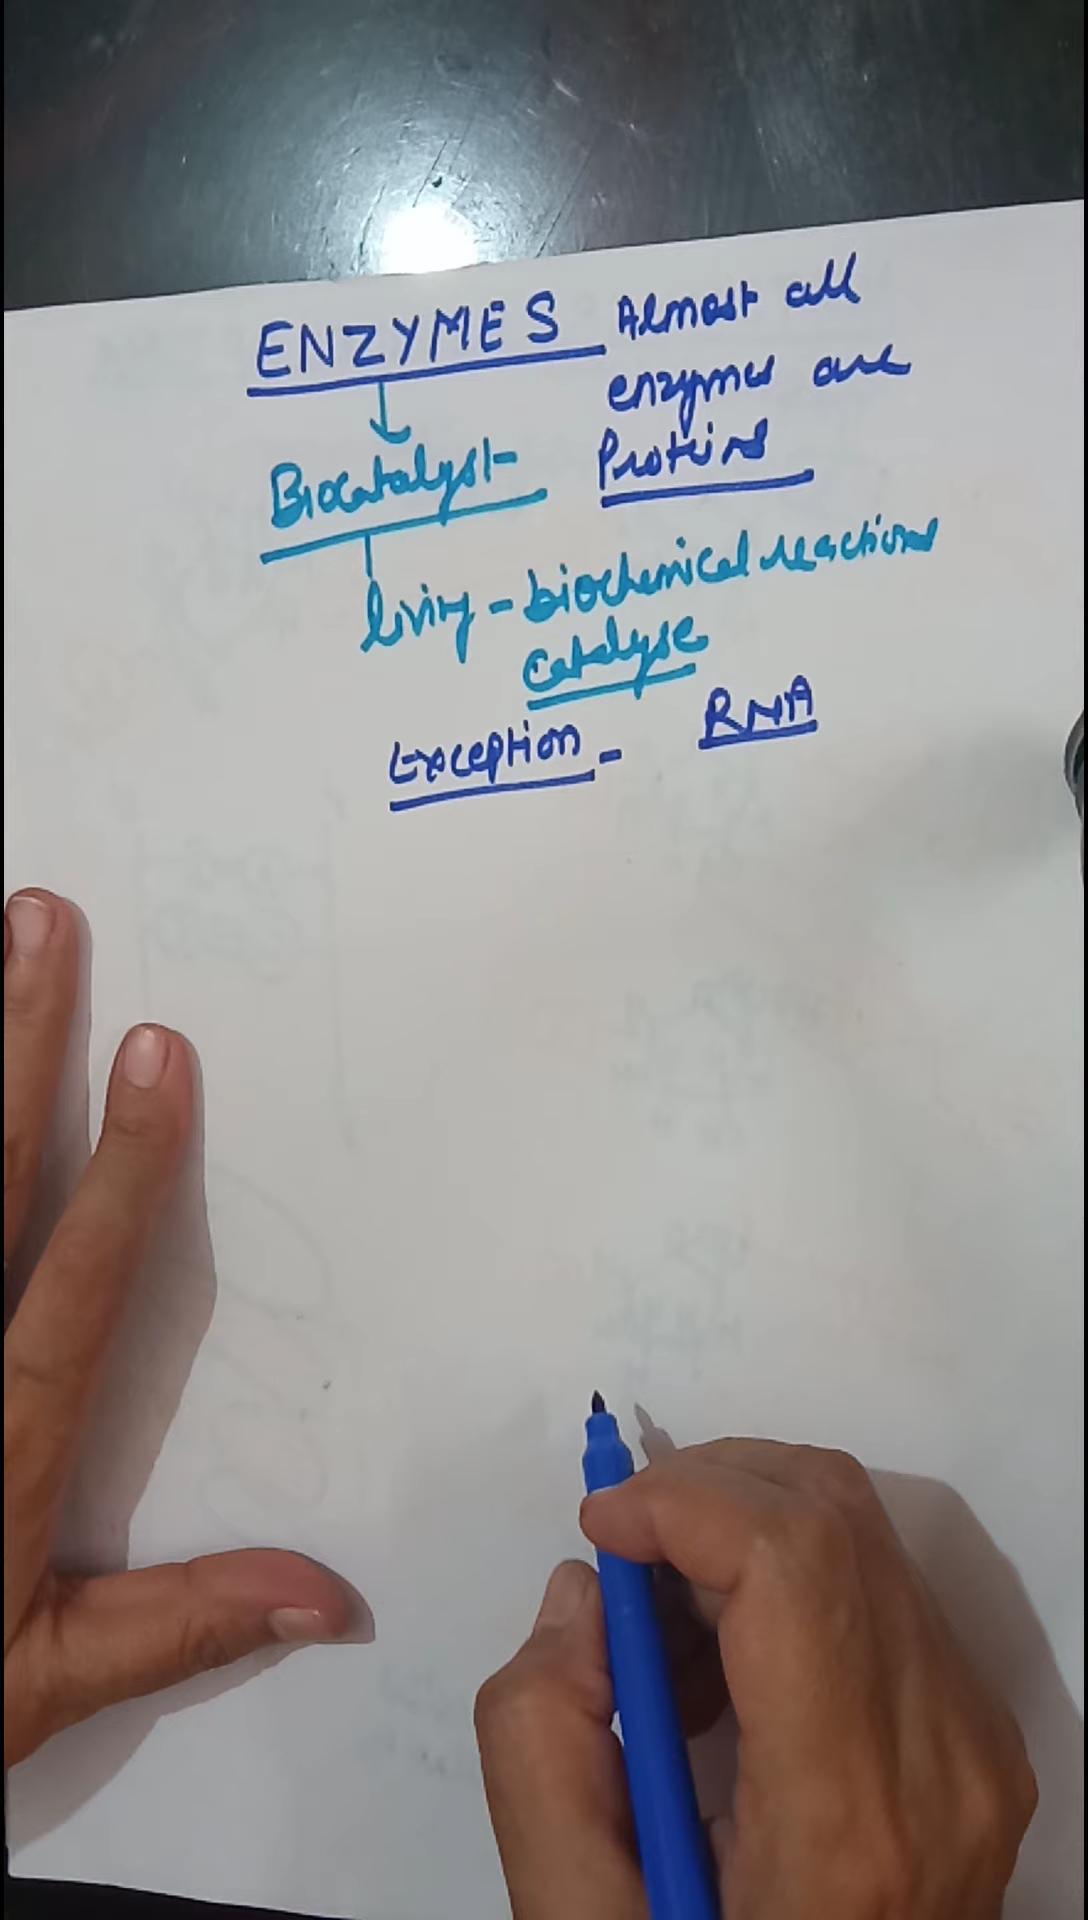 ENZYMES Almost all
enzymes are
Proteins
Biocatalyst
living - biochemical reactions
catalyse
Exception - RNA